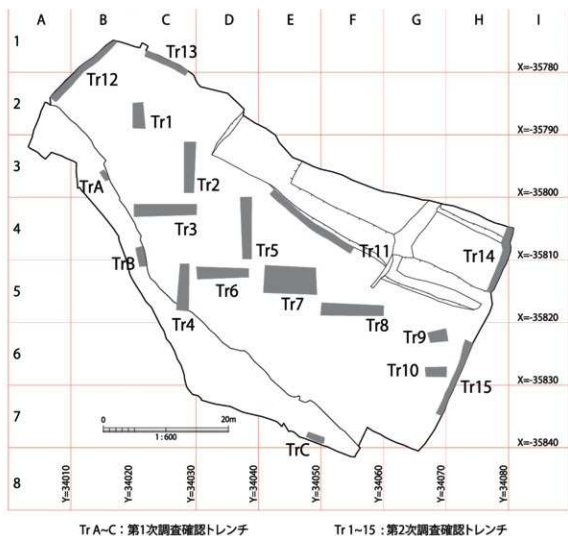 A B C D E F G H I
1
Tr13
X=-35780
Tr12
2
Tr1
X=-35790
3
TrA
Tr2
X=-35800
Tr3
4
Tr5
Tr11
Tr14
TrB
X=-35810
5
Tr4
Tr6
Tr7
Tr8
X=-35820
Tr9
6
Tr10
Tr15
X=-35830
7
0 20m
1:600
TrC
X=-35840
8
Y=34010 Y=34020 Y=34030 Y=34040 Y=34050 Y=34060 Y=34070 Y=34080
Tr A~C：第1次調査確認トレンチ Tr 1~15 : 第2次調査確認トレンチ